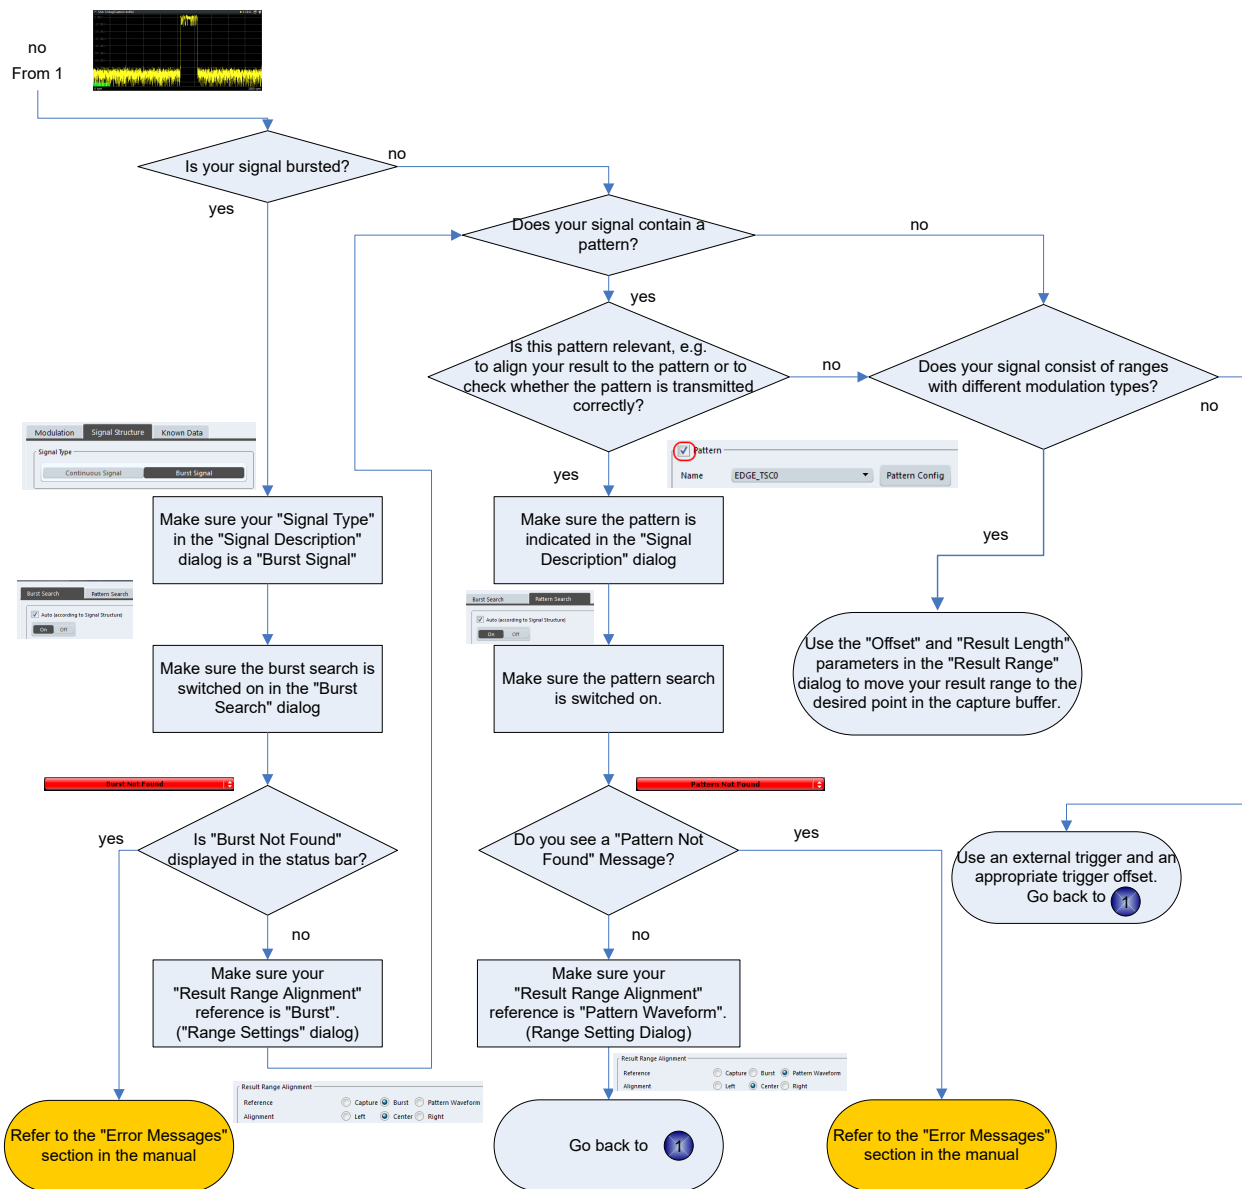 no
From 1
Is your signal bursted?
no
yes
Does your signal contain a
pattern?
no
yes
Is this pattern relevant, e.g.
to align your result to the pattern or to
check whether the pattern is transmitted
correctly?
no
Does your signal consist of ranges
with different modulation types?
no
Modulation Signal Structure Known Data
Signal Type
Continuous Signal Burst Signal
yes
Pattern
Name EDGE_TSC0 Pattern Config
Make sure your "Signal Type"
in the "Signal Description"
dialog is a "Burst Signal"
Make sure the pattern is
indicated in the "Signal
Description" dialog
yes
Burst Search Pattern Search
Auto (according to Signal Structure)
On Off
Burst Search Pattern Search
Auto (according to Signal Structure)
On Off
Make sure the burst search is
switched on in the "Burst
Search" dialog
Make sure the pattern search
is switched on.
Use the "Offset" and "Result Length"
parameters in the "Result Range"
dialog to move your result range to the
desired point in the capture buffer.
Burst Not Found
Pattern Not Found
yes
Is "Burst Not Found"
displayed in the status bar?
Do you see a "Pattern Not
Found" Message?
yes
Use an external trigger and an
appropriate trigger offset.
Go back to 1
no
no
Make sure your
"Result Range Alignment"
reference is "Burst".
("Range Settings" dialog)
Make sure your
"Result Range Alignment"
reference is "Pattern Waveform".
(Range Setting Dialog)
Result Range Alignment
Reference Capture Burst Pattern Waveform
Alignment Left Center Right
Result Range Alignment
Reference Capture Burst Pattern Waveform
Alignment Left Center Right
Refer to the "Error Messages"
section in the manual
Go back to 1
Refer to the "Error Messages"
section in the manual